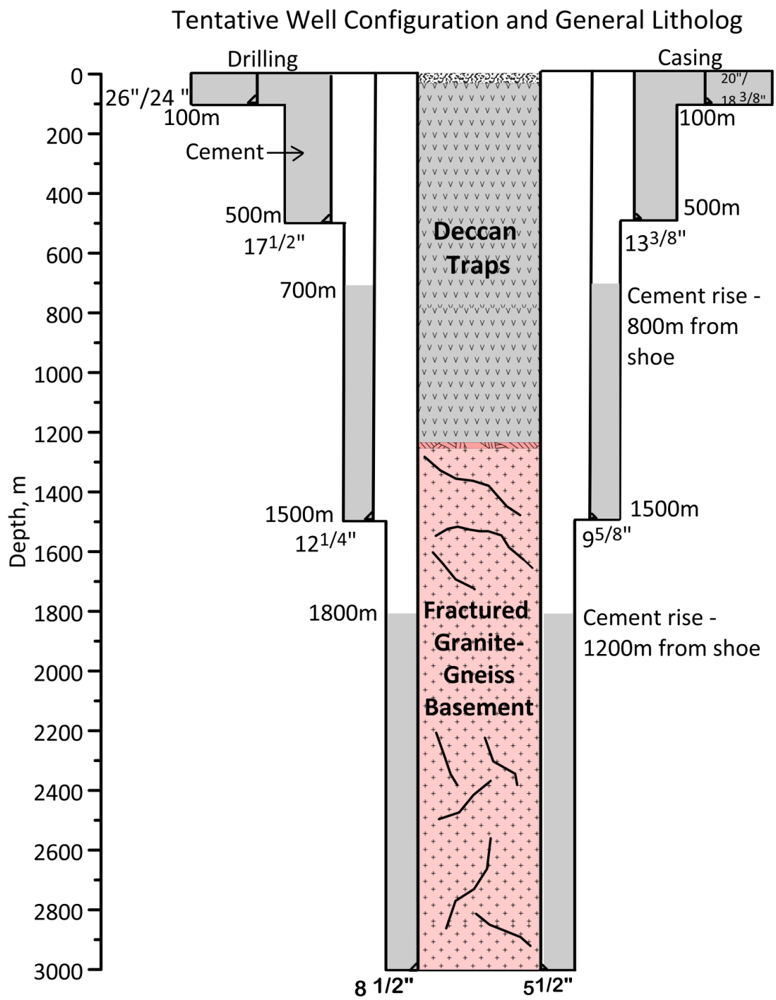 Tentative Well Configuration and General Litholog
Drilling
Casing
0
26"/24 "
20"/
18 3/8"
100m
100m
200
Cement
400
500m
500m
17 1/2"
13 3/8"
Deccan
Traps
600
700m
Cement rise -
800m from
shoe
800
1000
1200
Depth, m
1400
1500m
1500m
12 1/4"
9 5/8"
1600
1800
1800m
Fractured
Granite-
Gneiss
Basement
Cement rise -
1200m from shoe
2000
2200
2400
2600
2800
3000
8 1/2"
5 1/2"